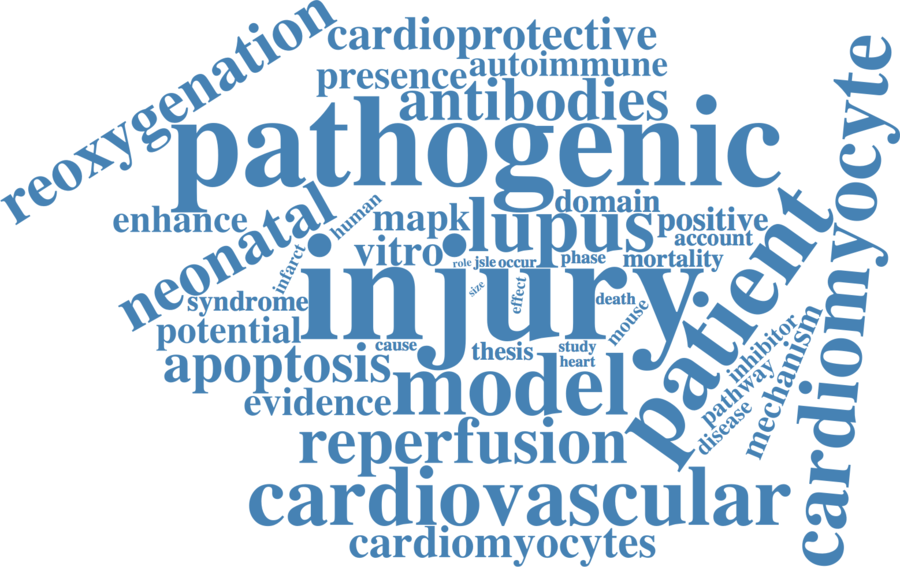 reoxygenation
cardioprotective
presence
autoimmune
antibodies
pathogenic
cardiomyocyte
enhance
neonatal
human
mapk
lupus
domain
positive
account
vitro
role
jsle
occur
phase
mortality
infarct
injury
patient
syndrome
size
effect
death
mouse
potential
cause
thesis
study
heart
inhibitor
pathway
disease
mechanism
apoptosis
model
evidence
reperfusion
cardiovascular
cardiomyocytes